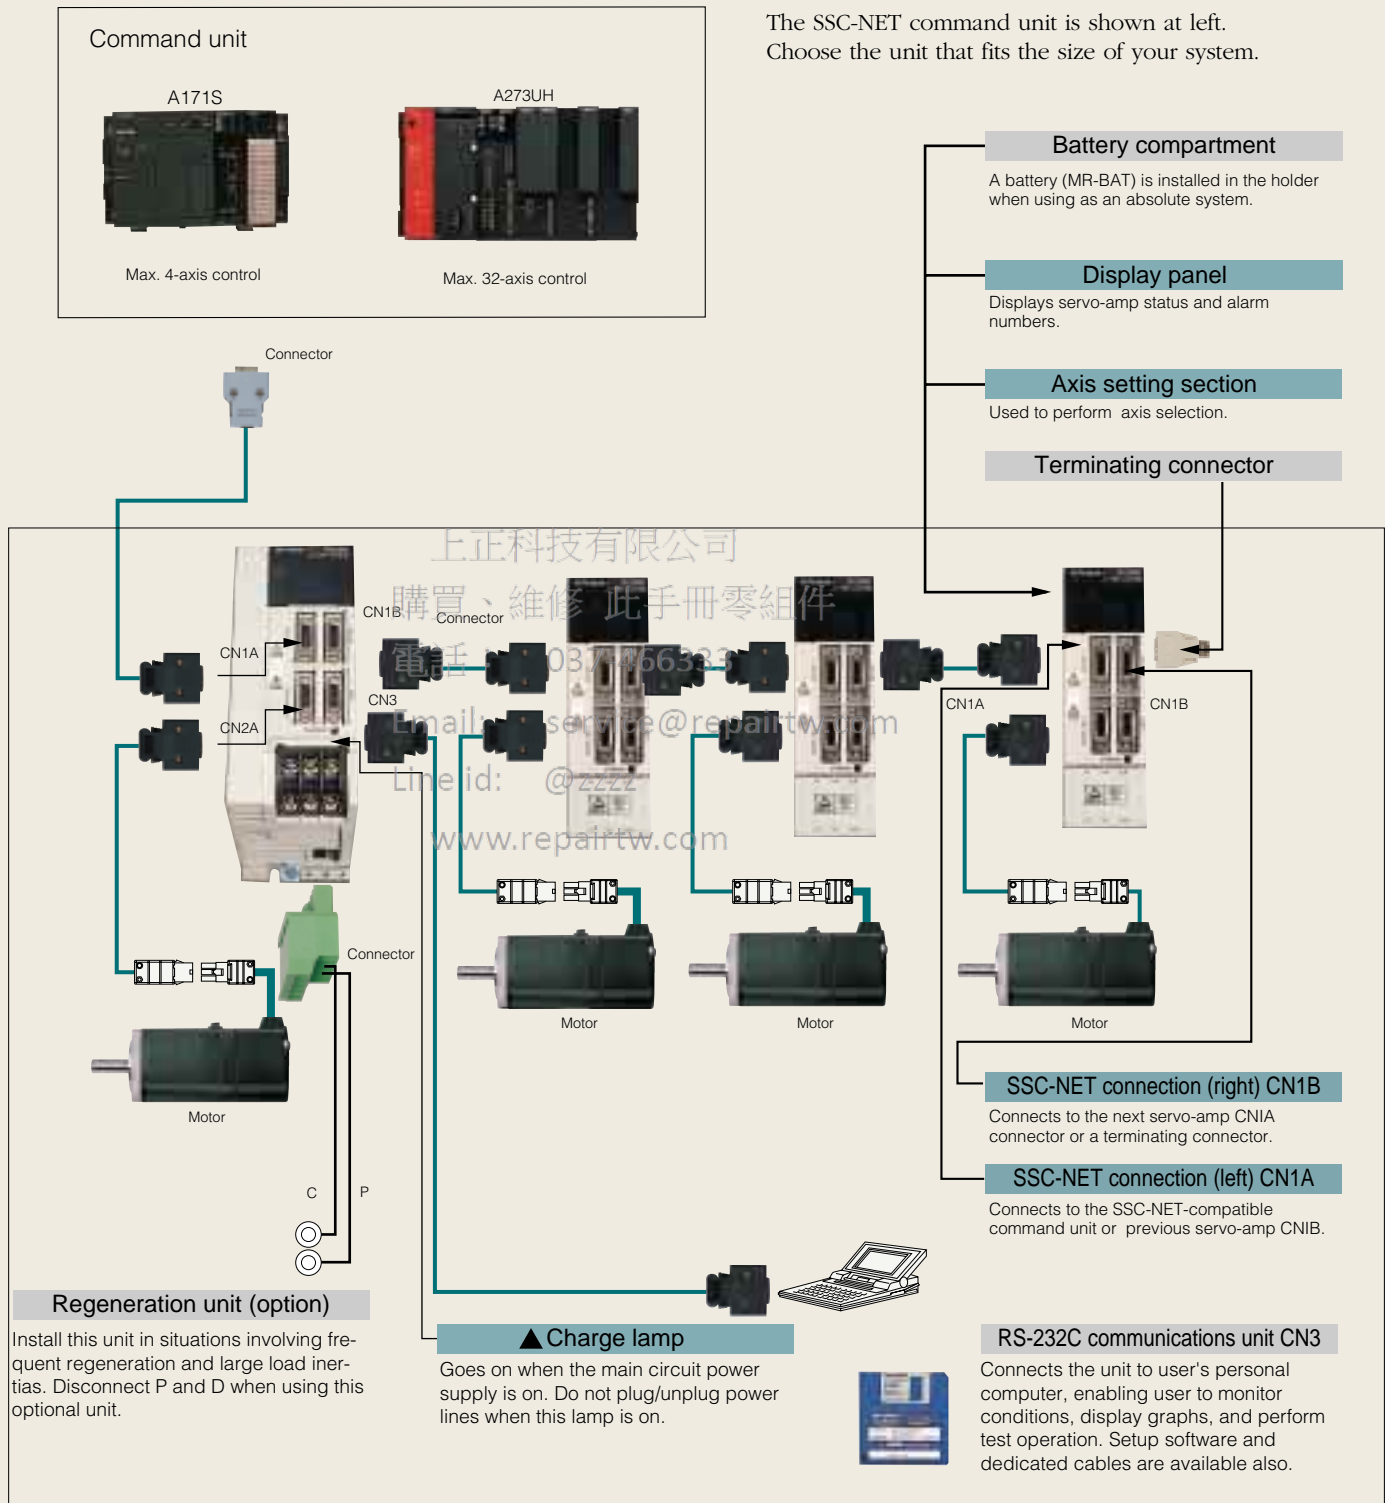 The SSC-NET command unit is shown at left.
Choose the unit that fits the size of your system.
Command unit
A171S
A273UH
Max. 4-axis control
Max. 32-axis control
Battery compartment
A battery (MR-BAT) is installed in the holder
when using as an absolute system.
Display panel
Displays servo-amp status and alarm
numbers.
Axis setting section
Used to perform axis selection.
Terminating connector
Connector
上正科技有限公司
購買、維修 此手冊零組件
電話： 037-466333
Email: service@repairtw.com
Line id: @zzzz
www.repairtw.com
CN1A
CN2A
CN1B
CN3
Connector
CN1A
CN1B
Connector
Motor
Motor
Motor
Motor
C
P
SSC-NET connection (right) CN1B
Connects to the next servo-amp CNIA
connector or a terminating connector.
SSC-NET connection (left) CN1A
Connects to the SSC-NET-compatible
command unit or previous servo-amp CNIB.
Regeneration unit (option)
Install this unit in situations involving fre-
quent regeneration and large load iner-
tias. Disconnect P and D when using this
optional unit.
▲Charge lamp
Goes on when the main circuit power
supply is on. Do not plug/unplug power
lines when this lamp is on.
RS-232C communications unit CN3
Connects the unit to user's personal
computer, enabling user to monitor
conditions, display graphs, and perform
test operation. Setup software and
dedicated cables are available also.